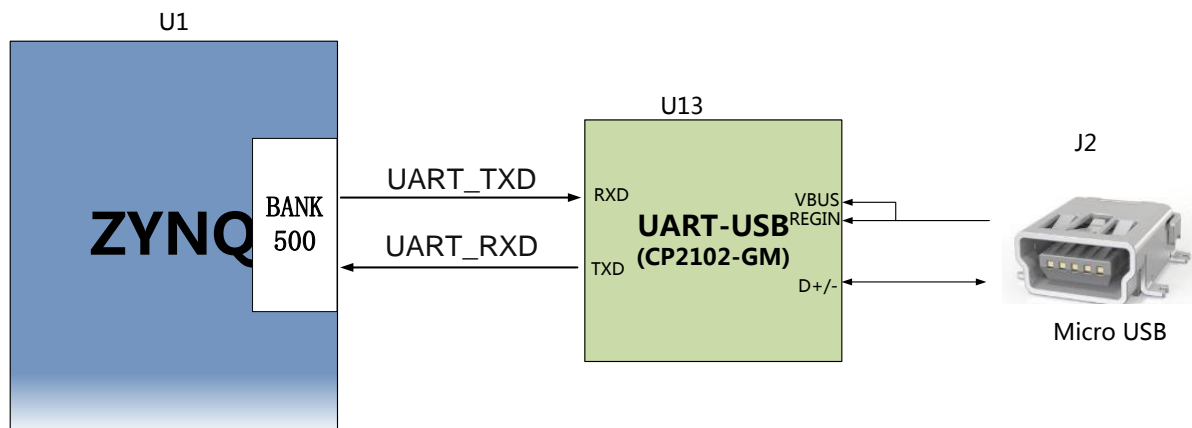 U1
ZYNQ
BANK
500
UART_TXD
UART_RXD
U13
RXD
TXD
UART-USB
(CP2102-GM)
VBUS
REGIN
D+/-
J2
Micro USB